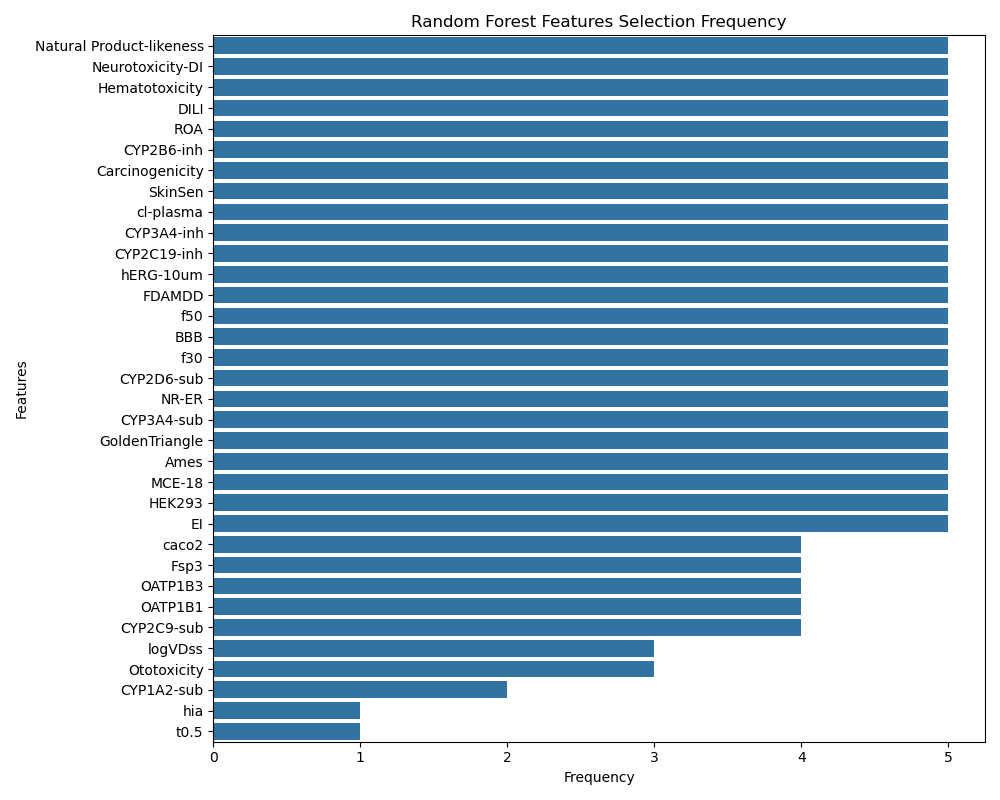 Random Forest Features Selection Frequency
Natural Product-likeness
Neurotoxicity-DI
Hematotoxicity
DILI
ROA
CYP2B6-inh
Carcinogenicity
SkinSen
cl-plasma
CYP3A4-inh
CYP2C19-inh
hERG-10um
FDAMDD
f50
BBB
f30
CYP2D6-sub
NR-ER
CYP3A4-sub
GoldenTriangle
Ames
MCE-18
HEK293
EI
caco2
Fsp3
OATP1B3
OATP1B1
CYP2C9-sub
logVDss
Ototoxicity
CYP1A2-sub
hia
t0.5
Features
0 1 2 3 4 5
Frequency